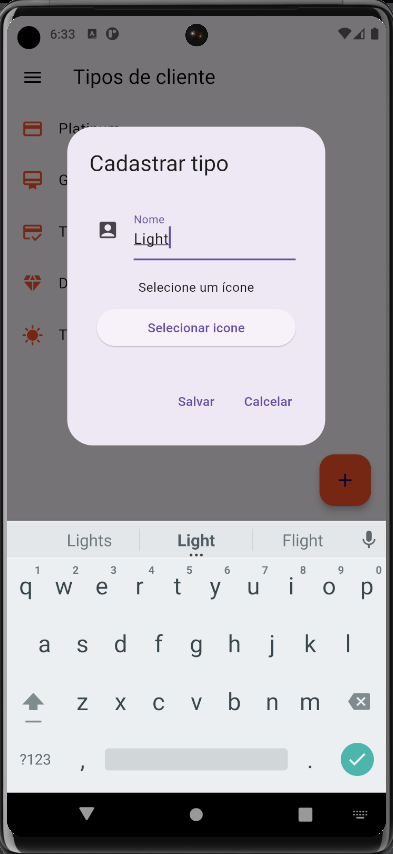 6:33
Tipos de cliente
Platinum
G
T
D
T
Cadastrar tipo
Nome
Light
Selecione um ícone
Selecionar icone
Salvar Calcelar
+
Lights Light Flight
1 2 3 4 5 6 7 8 9 0
q w e r t y u i o p
a s d f g h j k l
z x c v b n m
?123 , .